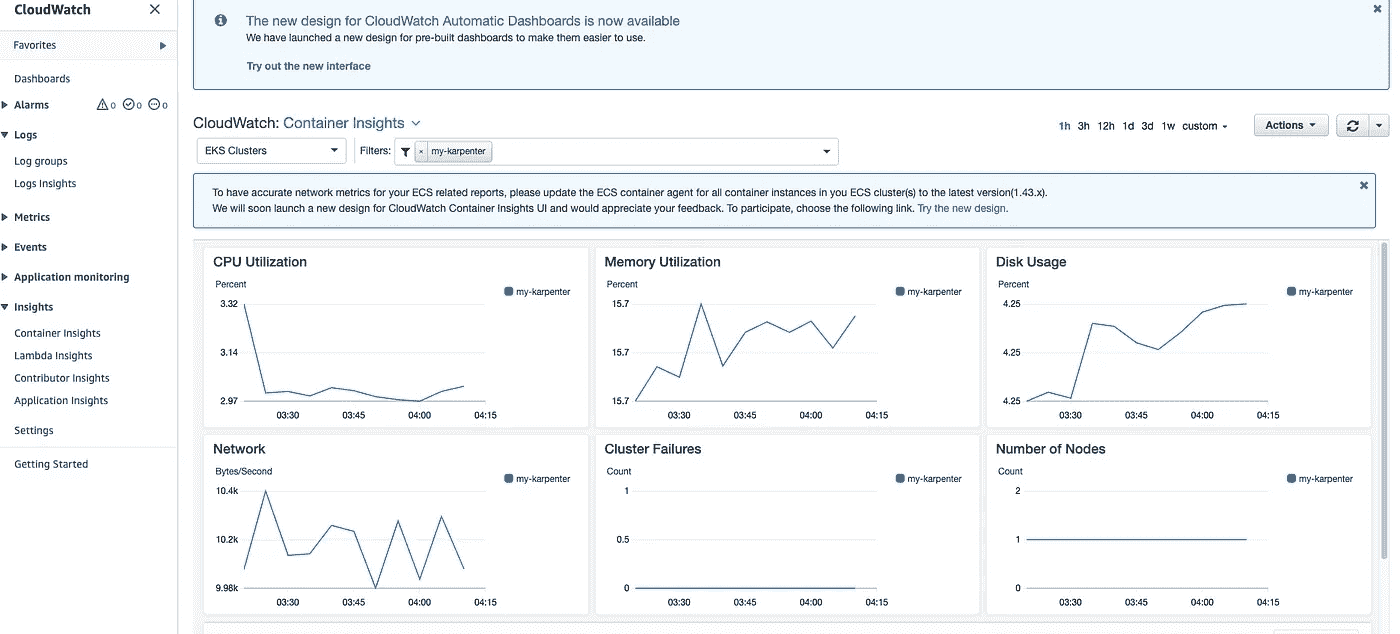 CloudWatch
Favorites
Dashboards
Alarms 0 0 0
Logs
Log groups
Logs Insights
Metrics
Events
Application monitoring
Insights
Container Insights
Lambda Insights
Contributor Insights
Application Insights
Settings
Getting Started
The new design for CloudWatch Automatic Dashboards is now available
We have launched a new design for pre-built dashboards to make them easier to use.
Try out the new interface
CloudWatch: Container Insights
1h 3h 12h 1d 3d 1w custom
Actions
EKS Clusters
Filters:
my-karpenter
To have accurate network metrics for your ECS related reports, please update the ECS container agent for all container instances in you ECS cluster(s) to the latest version(1.43.x).
We will soon launch a new design for CloudWatch Container Insights UI and would appreciate your feedback. To participate, choose the following link. Try the new design.
CPU Utilization
Percent
my-karpenter
3.32
3.14
2.97
03:30 03:45 04:00 04:15
Memory Utilization
Percent
my-karpenter
15.7
15.7
15.7
03:30 03:45 04:00 04:15
Disk Usage
Percent
my-karpenter
4.25
4.25
4.25
03:30 03:45 04:00 04:15
Network
Bytes/Second
my-karpenter
10.4k
10.2k
9.98k
03:30 03:45 04:00 04:15
Cluster Failures
Count
my-karpenter
1
0.5
0
03:30 03:45 04:00 04:15
Number of Nodes
Count
my-karpenter
2
1
0
03:30 03:45 04:00 04:15